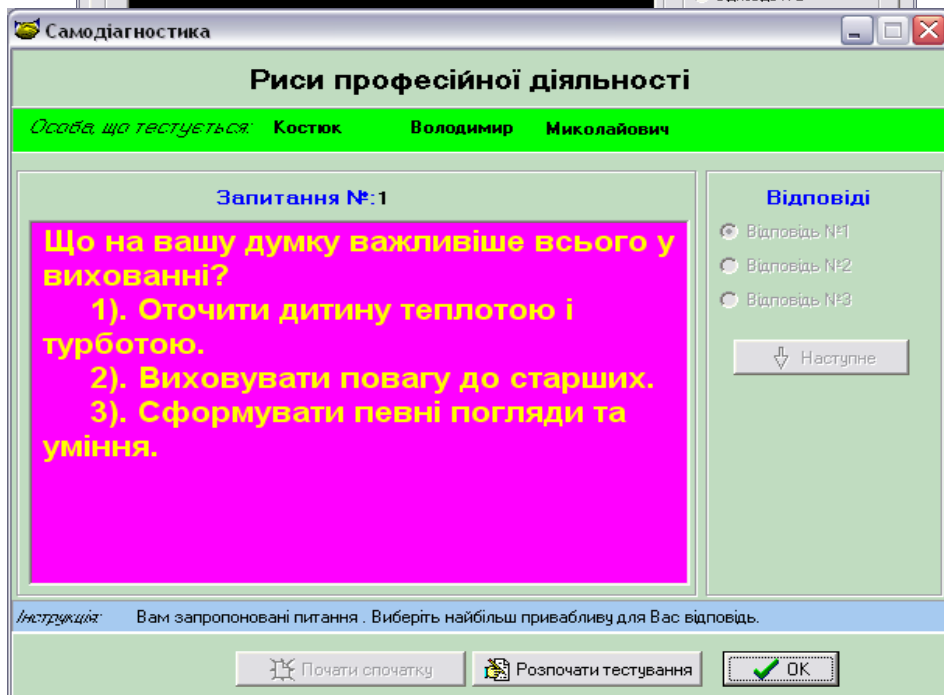 Самодіагностика
Риси професійної діяльності
Особа, що тестується: Костюк Володимир Миколайович
Запитання №:1
Що на вашу думку важливіше всього у
вихованні?
1). Оточити дитину теплотою і
турботою.
2). Виховувати повагу до старших.
3). Сформувати певні погляди та
уміння.
Відповіді
Відповідь №1
Відповідь №2
Відповідь №3
Наступне
Інструкція: Вам запропоновані питання . Виберіть найбільш привабливу для Вас відповідь.
Почати спочатку
Розпочати тестування
OK